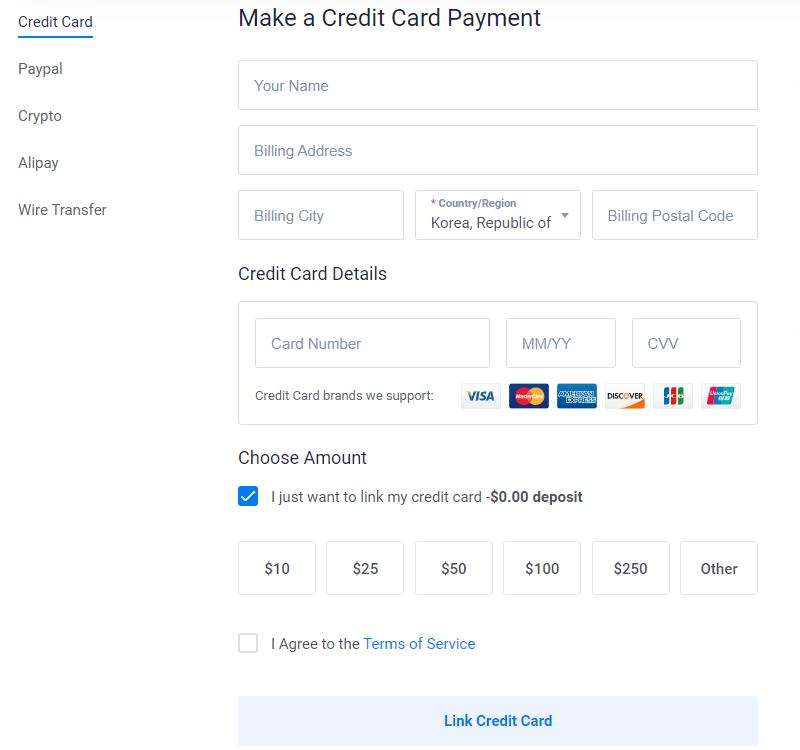 Credit Card
Paypal
Crypto
Alipay
Wire Transfer
Make a Credit Card Payment
Your Name
Billing Address
Billing City
* Country/Region
Korea, Republic of
Billing Postal Code
Credit Card Details
Card Number
MM/YY
CVV
Credit Card brands we support:
VISA
MasterCard
AMERICAN
EXPRESS
DISCOVER
JCB
UnionPay
银联
Choose Amount
I just want to link my credit card -$0.00 deposit
$10
$25
$50
$100
$250
Other
I Agree to the Terms of Service
Link Credit Card